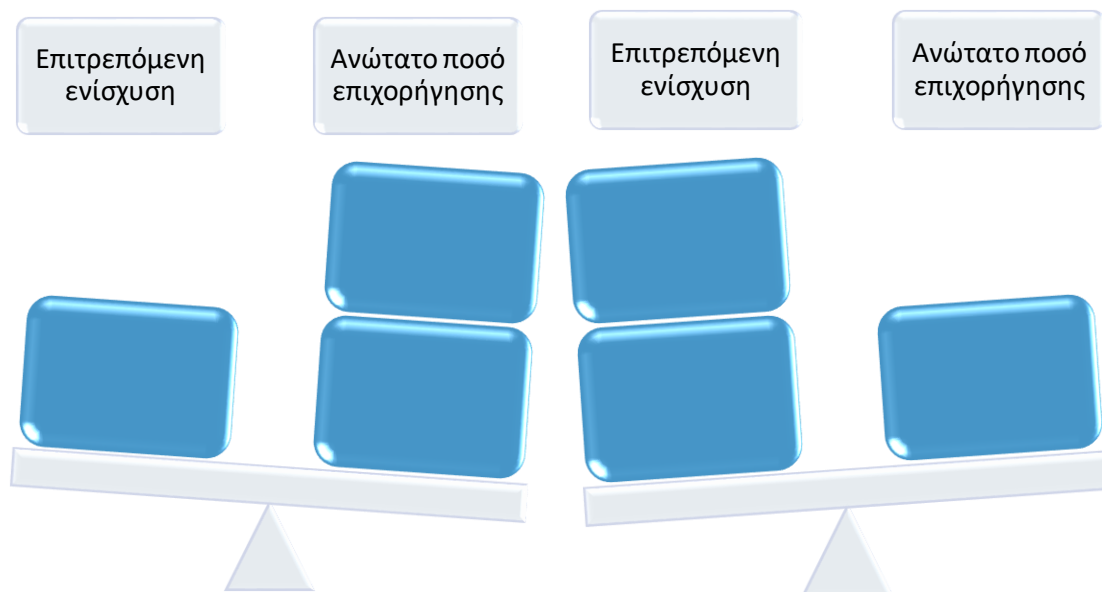 Επιτρεπόμενη
ενίσχυση
Ανώτατο ποσό
επιχορήγησης
Επιτρεπόμενη
ενίσχυση
Ανώτατο ποσό
επιχορήγησης